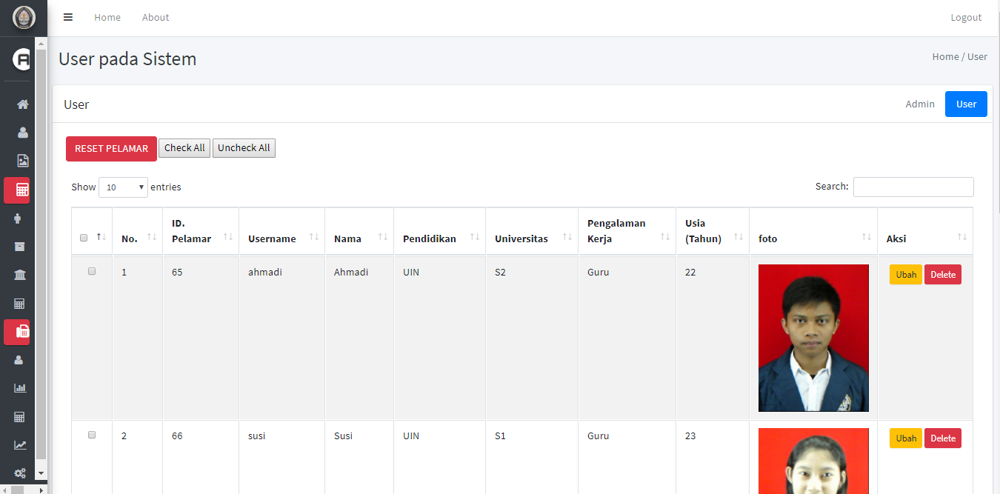 Home About Logout
User pada Sistem Home / User
User Admin User
RESET PELAMAR Check All Uncheck All
Show 10 entries Search:
No. ID. Pelamar Username Nama Pendidikan Universitas Pengalaman Kerja Usia (Tahun) foto Aksi
1 65 ahmadi Ahmadi UIN S2 Guru 22 Ubah Delete
2 66 susi Susi UIN S1 Guru 23 Ubah Delete